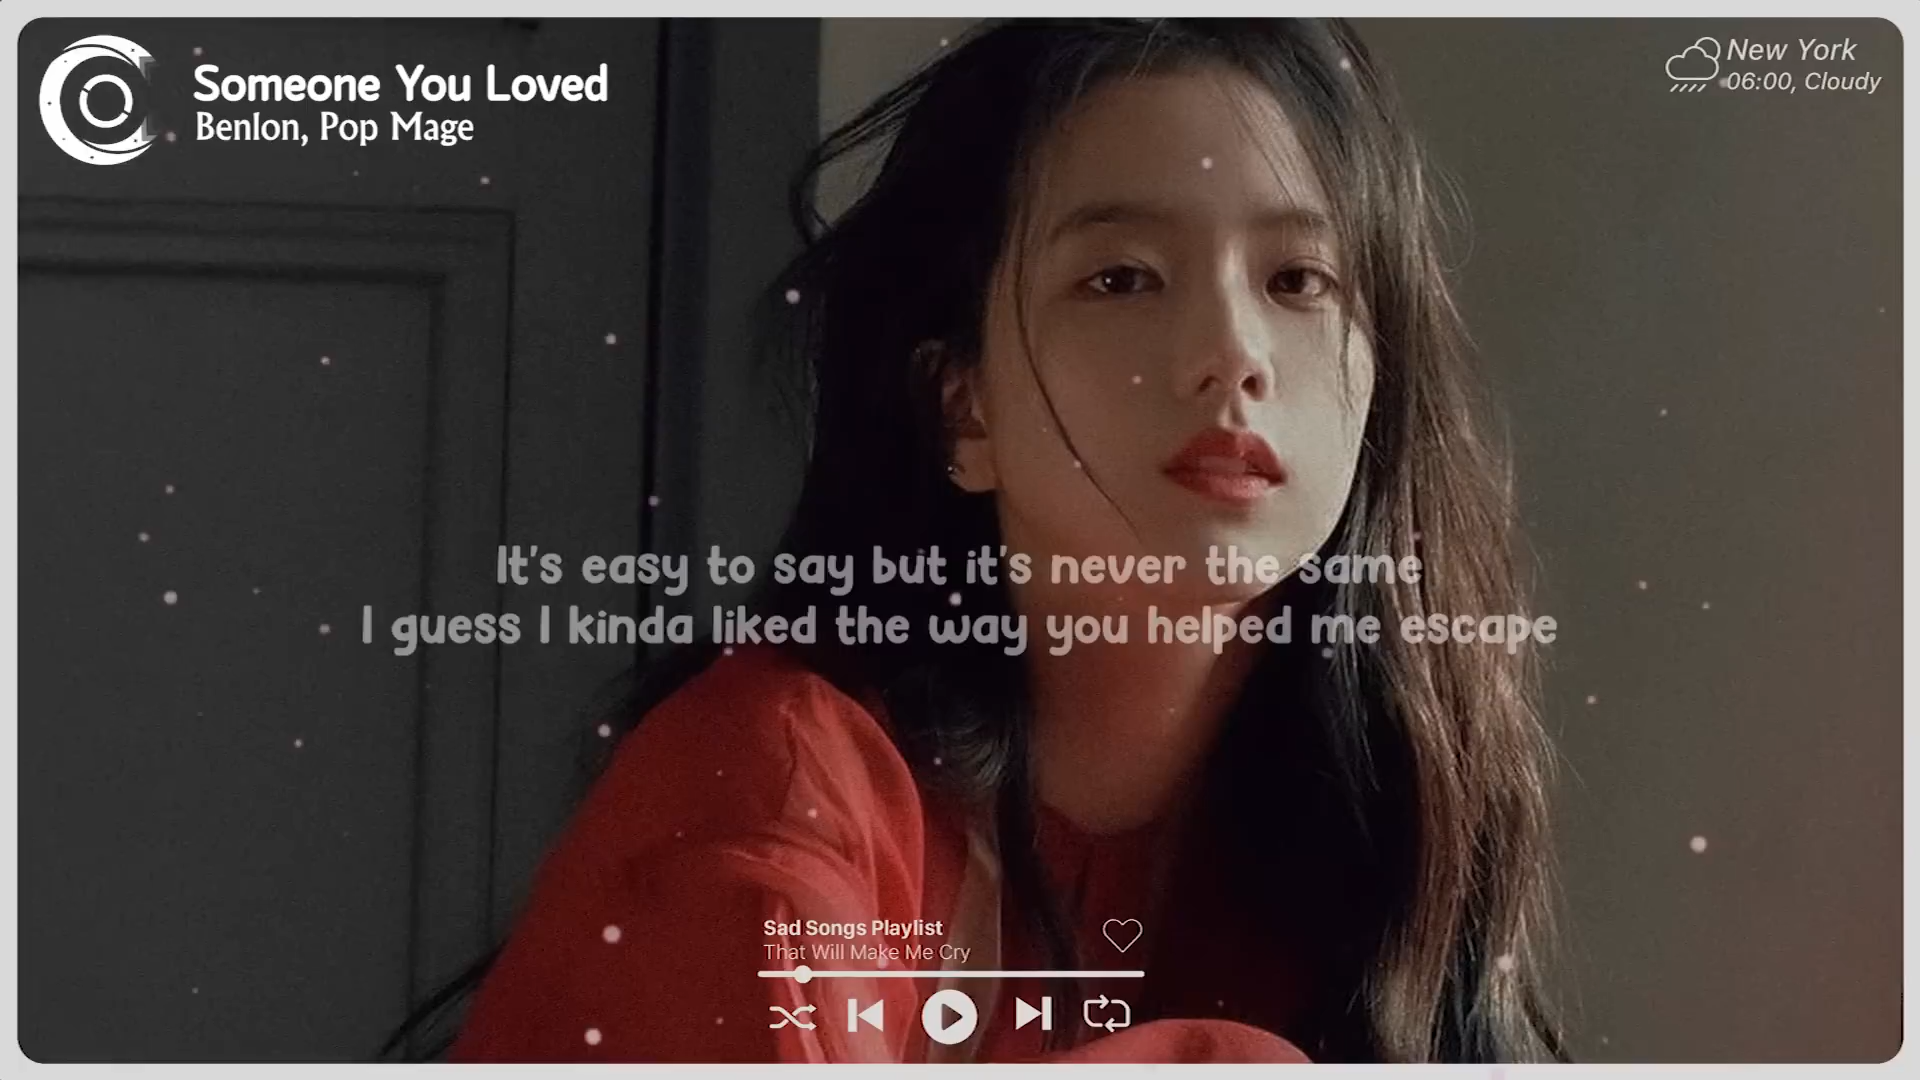 Someone You Loved
Benlon, Pop Mage
New York
06:00, Cloudy
It's easy to say but it's never the same
I guess I kinda liked the way you helped me escape
Sad Songs Playlist
That Will Make Me Cry